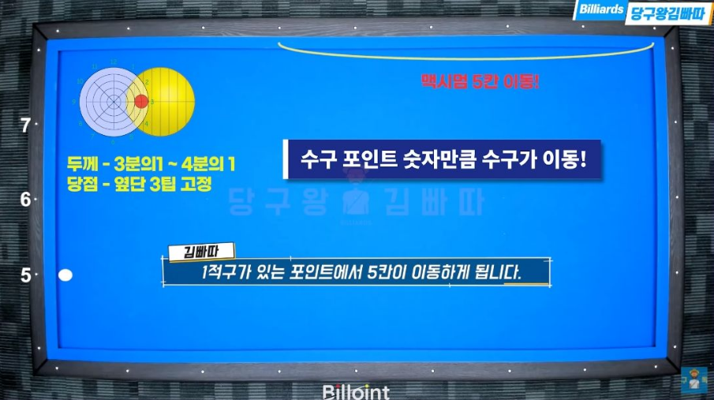 Billiards 당구왕김빠따
맥시멈 5칸 이동!
7
두께 - 3분의1 ~ 4분의 1
당점 - 옆단 3팁 고정
수구 포인트 숫자만큼 수구가 이동!
당구왕 김빠따
6
김빠따
1적구가 있는 포인트에서 5칸이 이동하게 됩니다.
5
Billoint